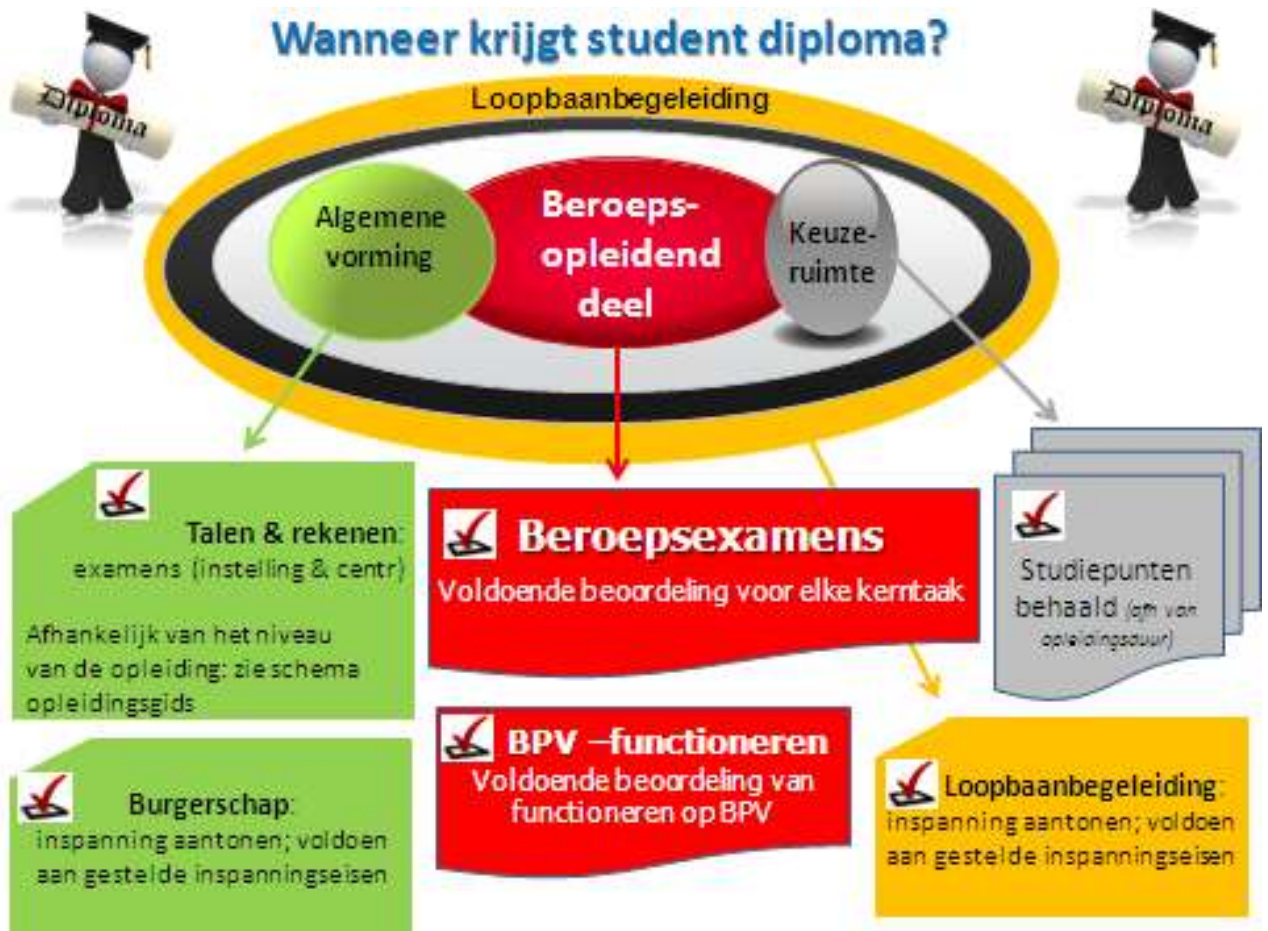 Wanneer krijgt student diploma?
Diploma
Diploma
Loopbaanbegeleiding
Algemene
vorming
Beroeps-
opleidend
deel
Keuze-
ruimte
Talen & rekenen:
examens (instelling & centr)
Afhankelijk van het niveau
van de opleiding: zie schema
opleidingsgids
Beroepsexamens
Voldoende beoordeling voor elke kerntaak
Studiepunten
behaald (afh van
opleidingsduur)
Burgerschap:
inspanning aantonen; voldoen
aan gestelde inspanningseisen
BPV –functioneren
Voldoende beoordeling van
functioneren op BPV
Loopbaanbegeleiding:
inspanning aantonen; voldoen
aan gestelde inspanningseisen